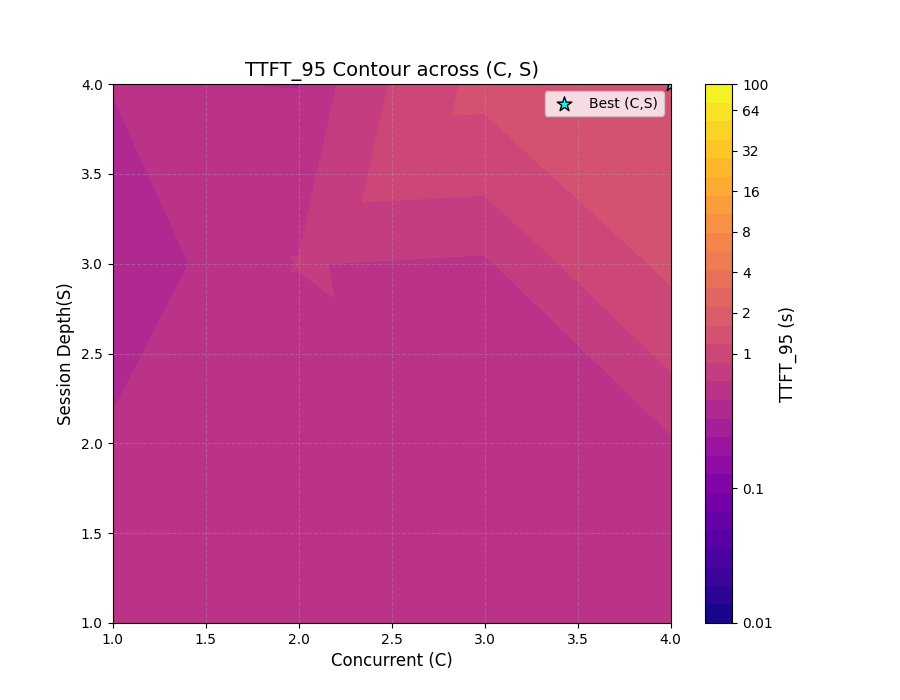 TTFT_95 Contour across (C, S)
Best (C,S)
4.0
3.5
3.0
2.5
2.0
1.5
1.0
Session Depth(S)
1.0 1.5 2.0 2.5 3.0 3.5 4.0
Concurrent (C)
100
64
32
16
8
4
2
1
0.1
0.01
TTFT_95 (s)